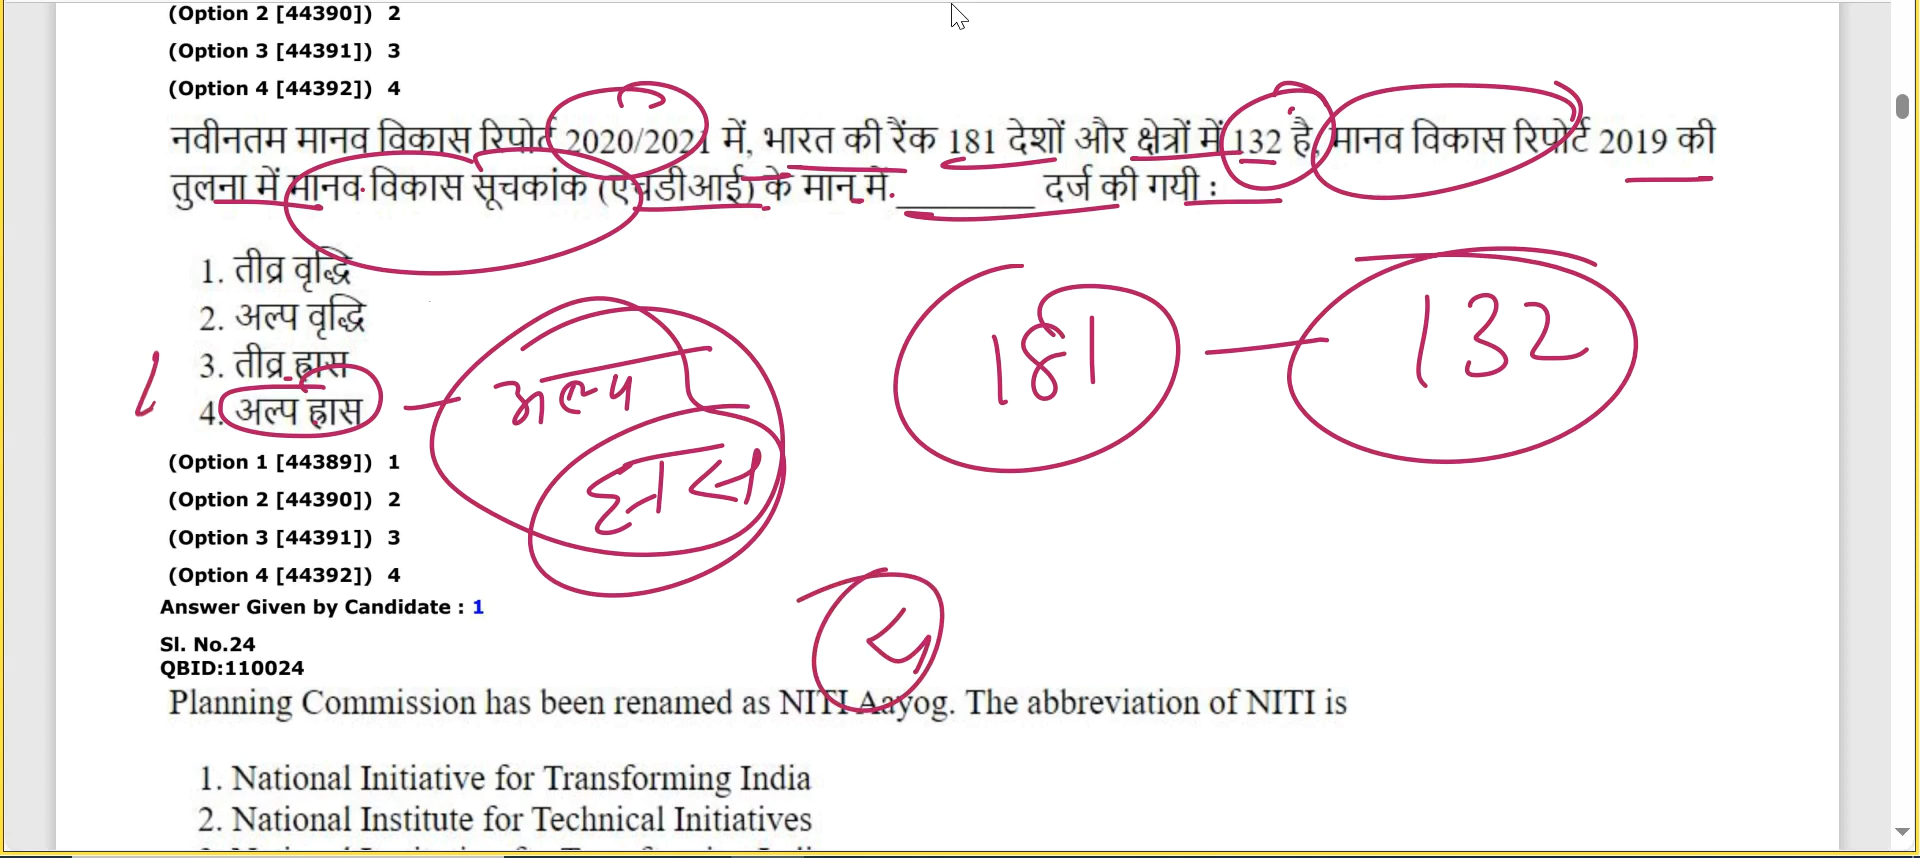 (Option 2 [44390]) 2
(Option 3 [44391]) 3
(Option 4 [44392]) 4
नवीनतम मानव विकास रिपोर्ट 2020/2021 में, भारत की रैंक 181 देशों और क्षेत्रों में 132 है, मानव विकास रिपोर्ट 2019 की
तुलना में मानव विकास सूचकांक (एचडीआई) के मान में ________ दर्ज की गयी :
1. तीव्र वृद्धि
2. अल्प वृद्धि
3. तीव्र ह्रास
4. अल्प ह्रास
181 — 132
अल्प
(Option 1 [44389]) 1
(Option 2 [44390]) 2
(Option 3 [44391]) 3
(Option 4 [44392]) 4
Answer Given by Candidate : 1
Sl. No.24
QBID:110024
Planning Commission has been renamed as NITI Aayog. The abbreviation of NITI is
1. National Initiative for Transforming India
2. National Institute for Technical Initiatives